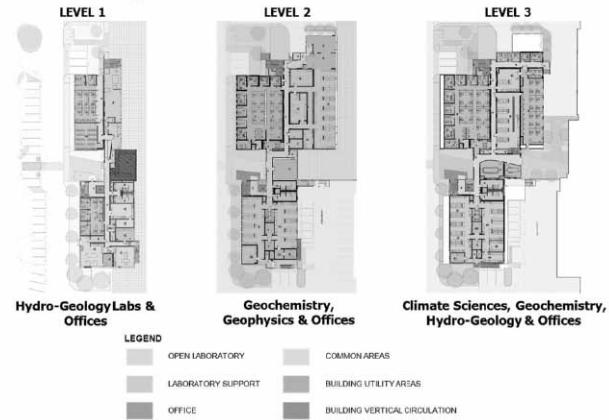 LEVEL 1
LEVEL 2
LEVEL 3
Hydro-Geology Labs &
Offices
Geochemistry,
Geophysics & Offices
Climate Sciences, Geochemistry,
Hydro-Geology & Offices
LEGEND
OPEN LABORATORY
COMMON AREAS
LABORATORY SUPPORT
BUILDING UTILITY AREAS
OFFICE
BUILDING VERTICAL CIRCULATION